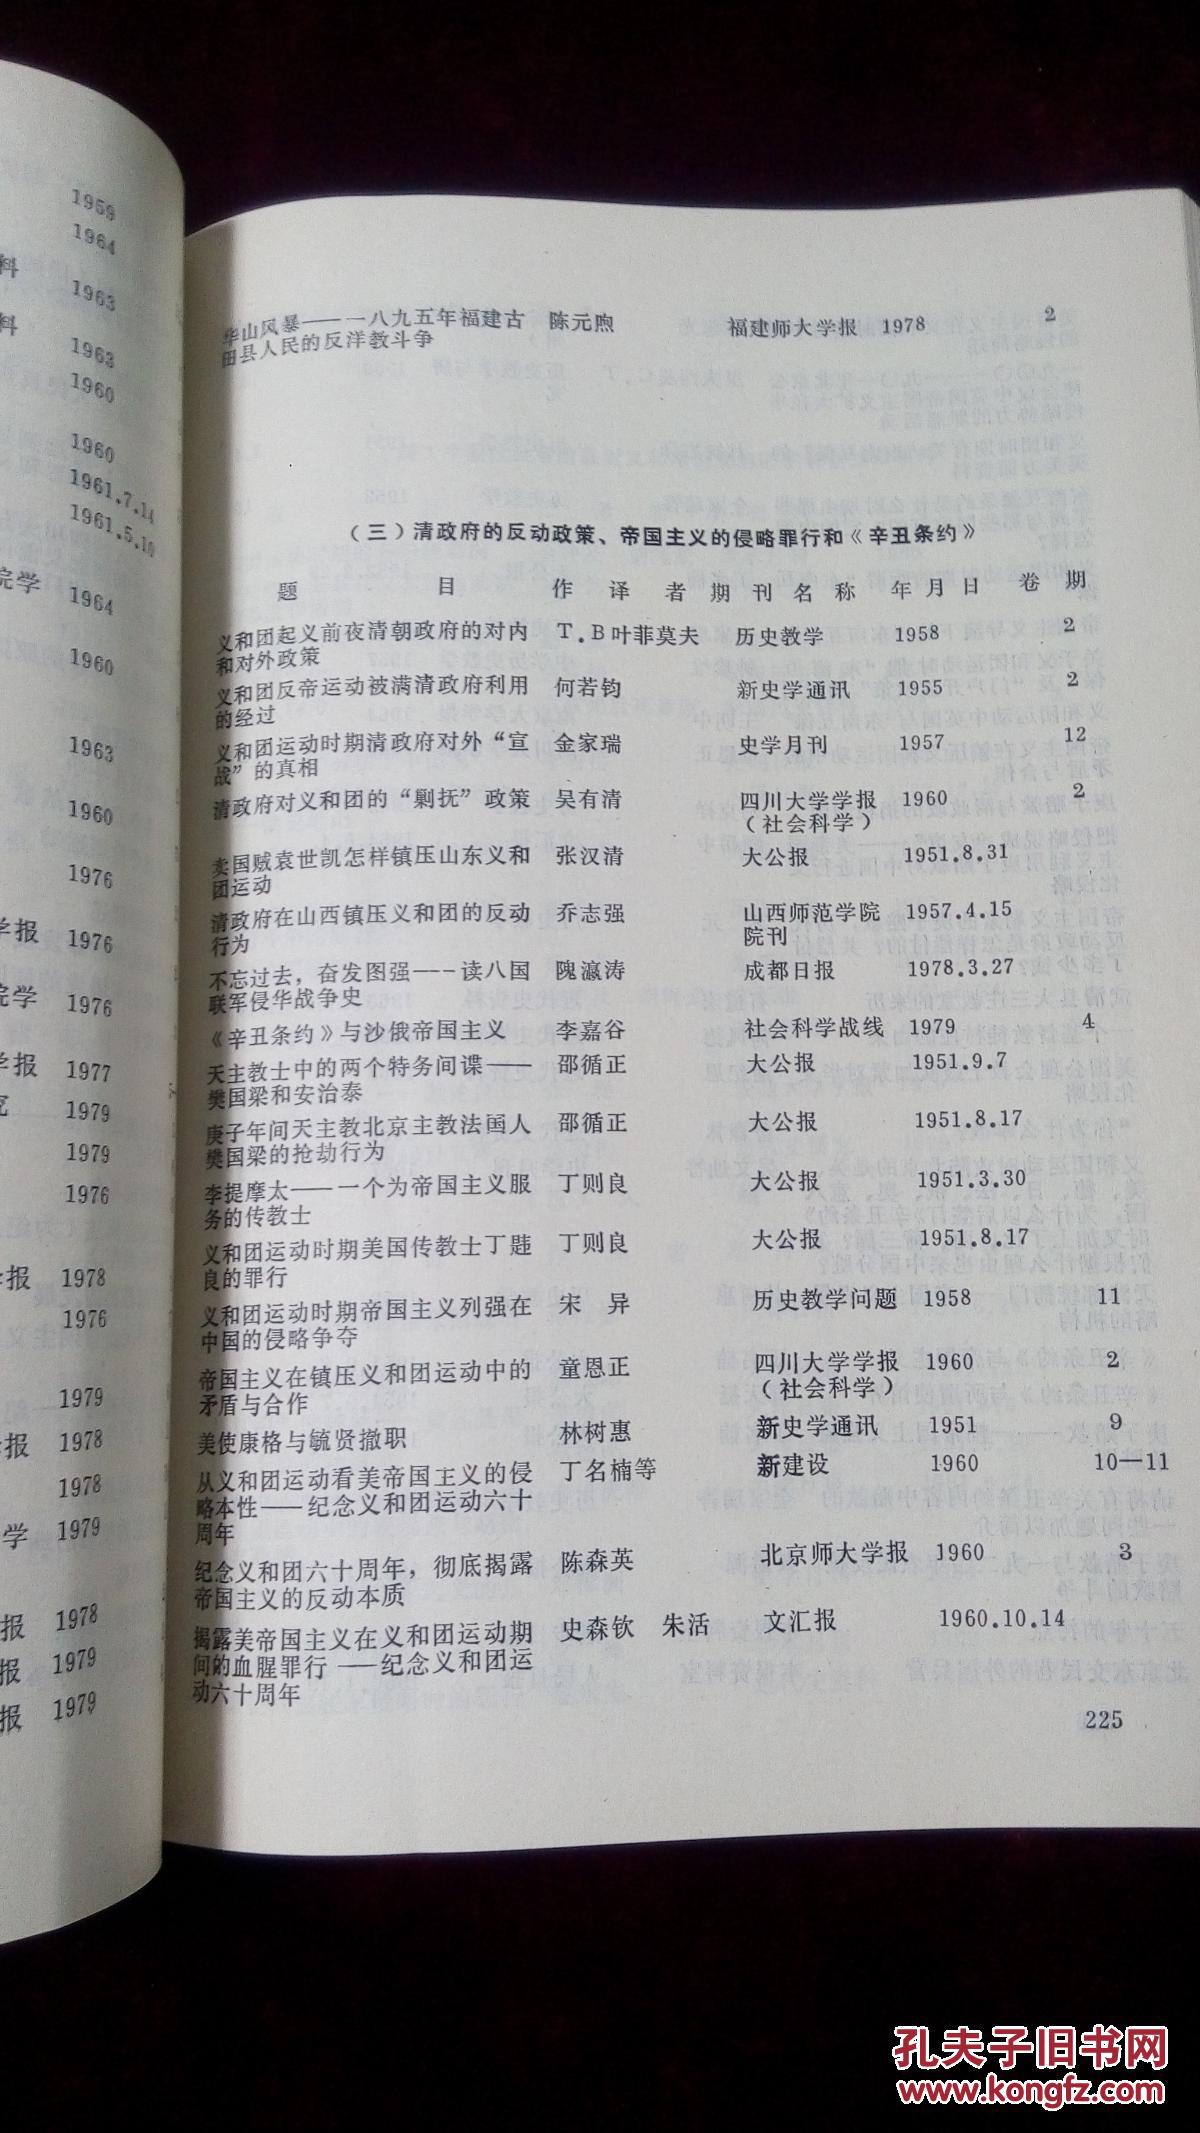 1959
1964
料
1963
料
1963
1960
1960
1961.7.14
1961.5.10
院学
1964
1960
1963
1960
1976
学报
1976
院学
1976
学报
1977
究
1979
1979
1976
报
1978
1976
1979
报
1978
1978
学
1979
报
1978
报
1979
报
1979
华山风暴——一八九五年福建古 陈元煦 福建师大学报 1978 2
田县人民的反洋教斗争
（三）清政府的反动政策、帝国主义的侵略罪行和《辛丑条约》
题 目 作 译 者 期 刊 名 称 年 月 日 卷 期
义和团起义前夜清朝政府的对内 T.B叶菲莫夫 历史教学 1958 2
和对外政策
义和团反帝运动被满清政府利用 何若钧 新史学通讯 1955 2
的经过
义和团运动时期清政府对外“宣 金家瑞 史学月刊 1957 12
战”的真相
清政府对义和团的“剿抚”政策 吴有清 四川大学学报 1960 2
（社会科学）
卖国贼袁世凯怎样镇压山东义和 张汉清 大公报 1951.8.31
团运动
清政府在山西镇压义和团的反动 乔志强 山西师范学院 1957.4.15
行为 院刊
不忘过去，奋发图强——读八国 隗瀛涛 成都日报 1978.3.27
联军侵华战争史
《辛丑条约》与沙俄帝国主义 李嘉谷 社会科学战线 1979 4
天主教士中的两个特务间谍—— 邵循正 大公报 1951.9.7
樊国梁和安治泰
庚子年间天主教北京主教法国人 邵循正 大公报 1951.8.17
樊国梁的抢劫行为
李提摩太——一个为帝国主义服 丁则良 大公报 1951.3.30
务的传教士
义和团运动时期美国传教士丁韪 丁则良 大公报 1951.8.17
良的罪行
义和团运动时期帝国主义列强在 宋 异 历史教学问题 1958 11
中国的侵略争夺
帝国主义在镇压义和团运动中的 童恩正 四川大学学报 1960 2
矛盾与合作 （社会科学）
美使康格与毓贤撤职 林树惠 新史学通讯 1951 9
从义和团运动看美帝国主义的侵 丁名楠等 新建设 1960 10—11
略本性——纪念义和团运动六十
周年
纪念义和团六十周年，彻底揭露 陈森英 北京师大学报 1960 3
帝国主义的反动本质
揭露美帝国主义在义和团运动期 史森钦 朱活 文汇报 1960.10.14
间的血腥罪行——纪念义和团运
动六十周年
225
孔夫子旧书网
www.kongfz.com